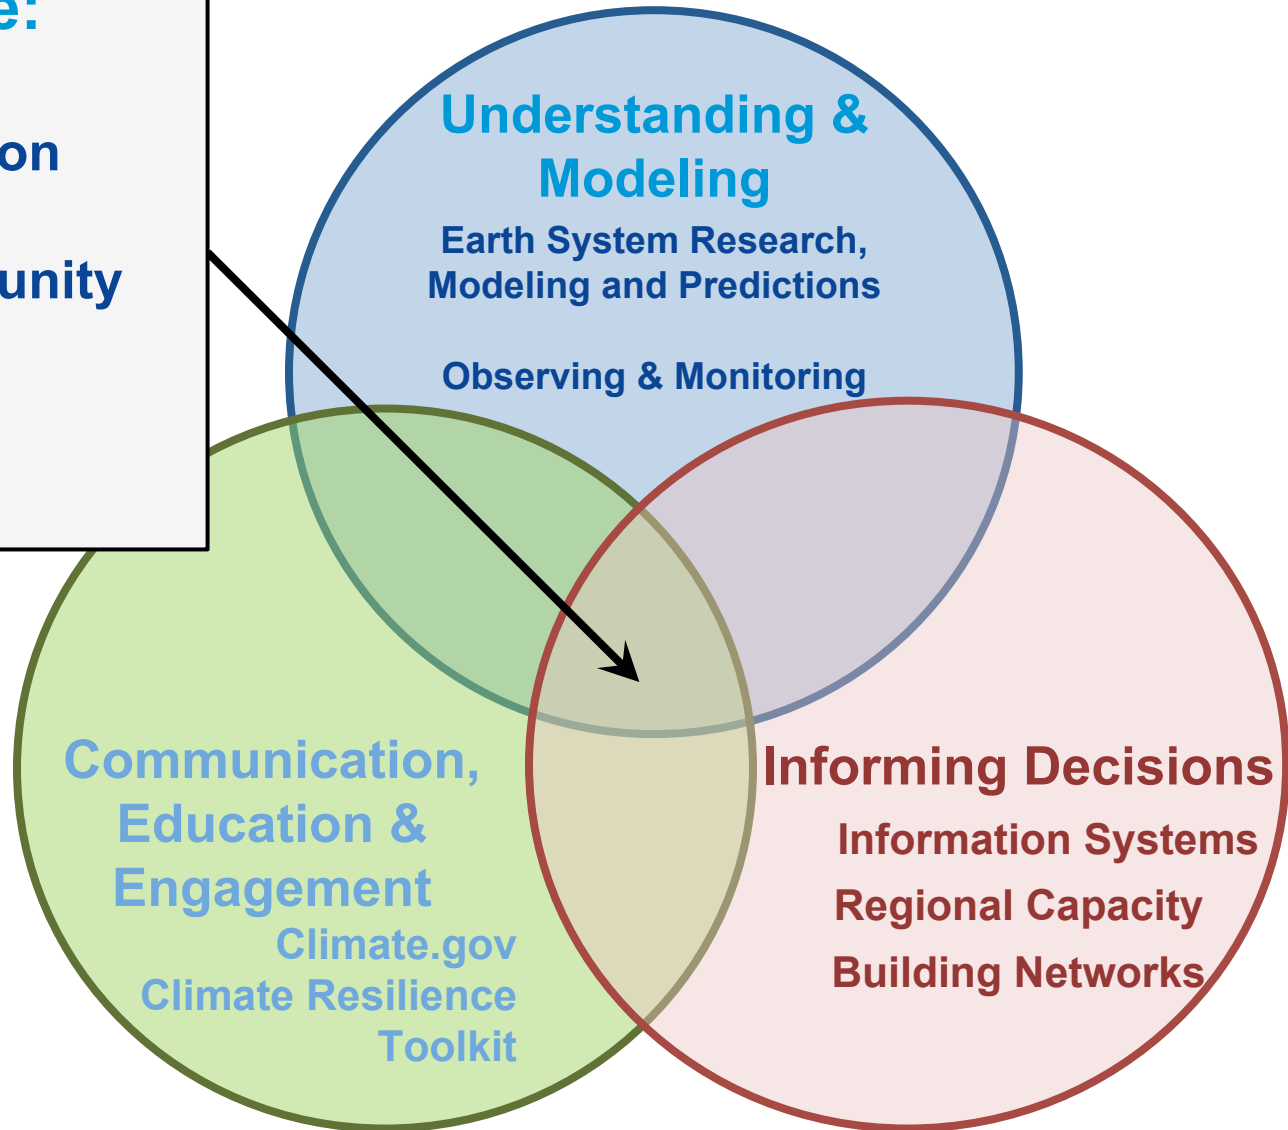 e:
on
unity
Understanding &
Modeling
Earth System Research,
Modeling and Predictions
Observing & Monitoring
Communication,
Education &
Engagement
Climate.gov
Climate Resilience
Toolkit
Informing Decisions
Information Systems
Regional Capacity
Building Networks